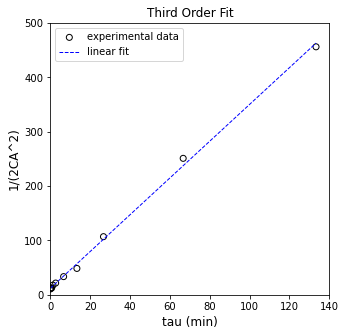 Third Order Fit
experimental data
linear fit
500
400
300
200
100
0
1/(2CA^2)
0 20 40 60 80 100 120 140
tau (min)